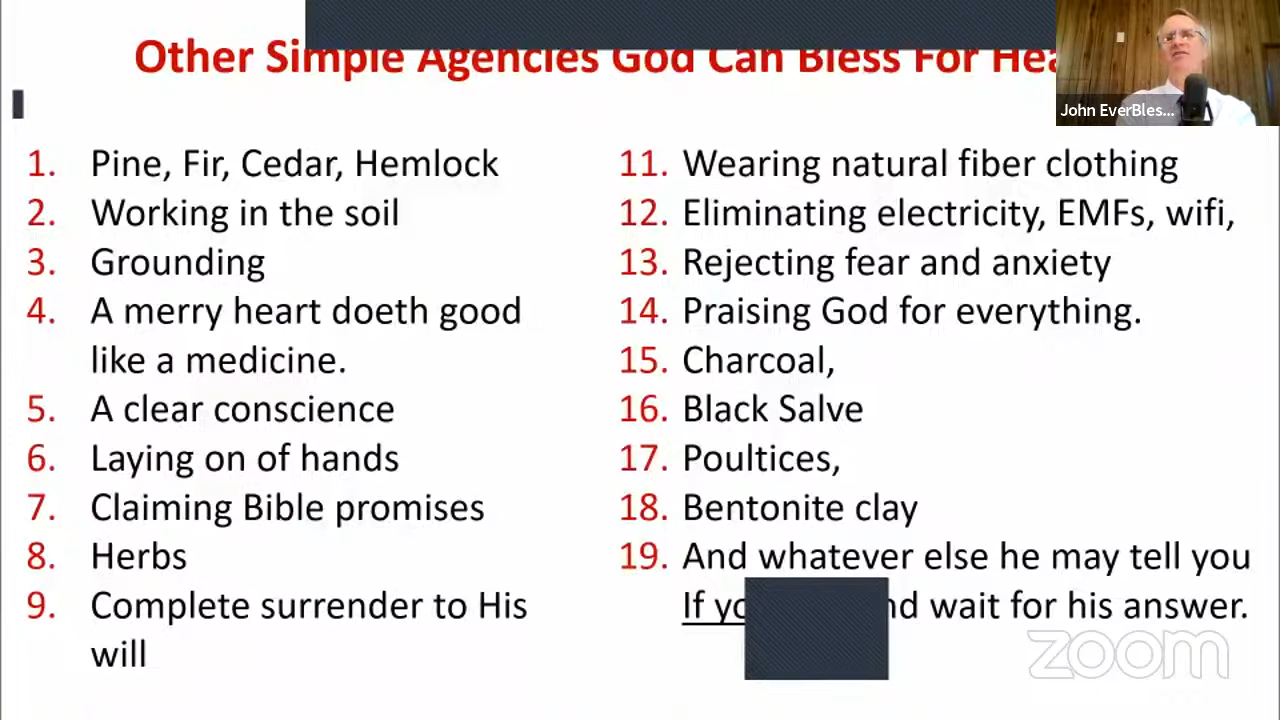 Other Simple Agencies God Can Bless For
John EverBles...
1. Pine, Fir, Cedar, Hemlock
2. Working in the soil
3. Grounding
4. A merry heart doeth good
like a medicine.
5. A clear conscience
6. Laying on of hands
7. Claiming Bible promises
8. Herbs
9. Complete surrender to His
will
11. Wearing natural fiber clothing
12. Eliminating electricity, EMFs, wifi,
13. Rejecting fear and anxiety
14. Praising God for everything.
15. Charcoal,
16. Black Salve
17. Poultices,
18. Bentonite clay
19. And whatever else he may tell you
If wait for his answer.
zoom